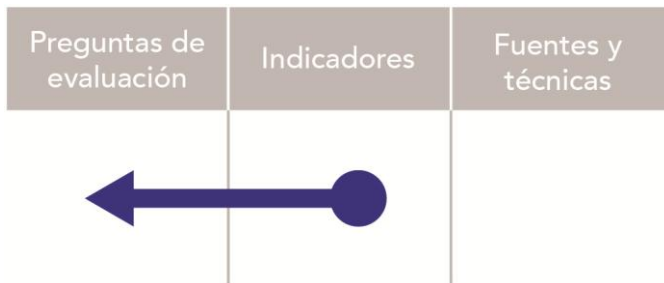 Preguntas de
evaluación
Indicadores
Fuentes y
técnicas